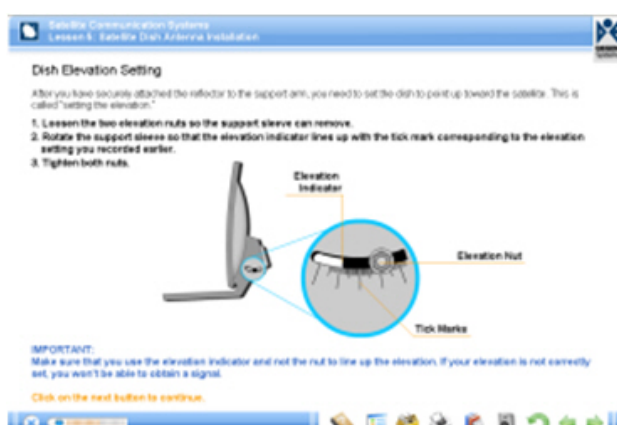 Satellite Communication Systems
Lesson 6: Satellite Dish Antenna Installation
Dish Elevation Setting
After you have securely attached the reflector to the support arm, you need to set the dish to point up toward the satellite. This is
called "setting the elevation."
1. Loosen the two elevation nuts so the support sleeve can remove.
2. Rotate the support sleeve so that the elevation indicator lines up with the tick mark corresponding to the elevation
setting you recorded earlier.
3. Tighten both nuts.
Elevation
Indicator
Elevation Nut
Tick Marks
IMPORTANT:
Make sure that you use the elevation indicator and not the nut to line up the elevation. If your elevation is not correctly
set, you won't be able to obtain a signal.
Click on the next button to continue.